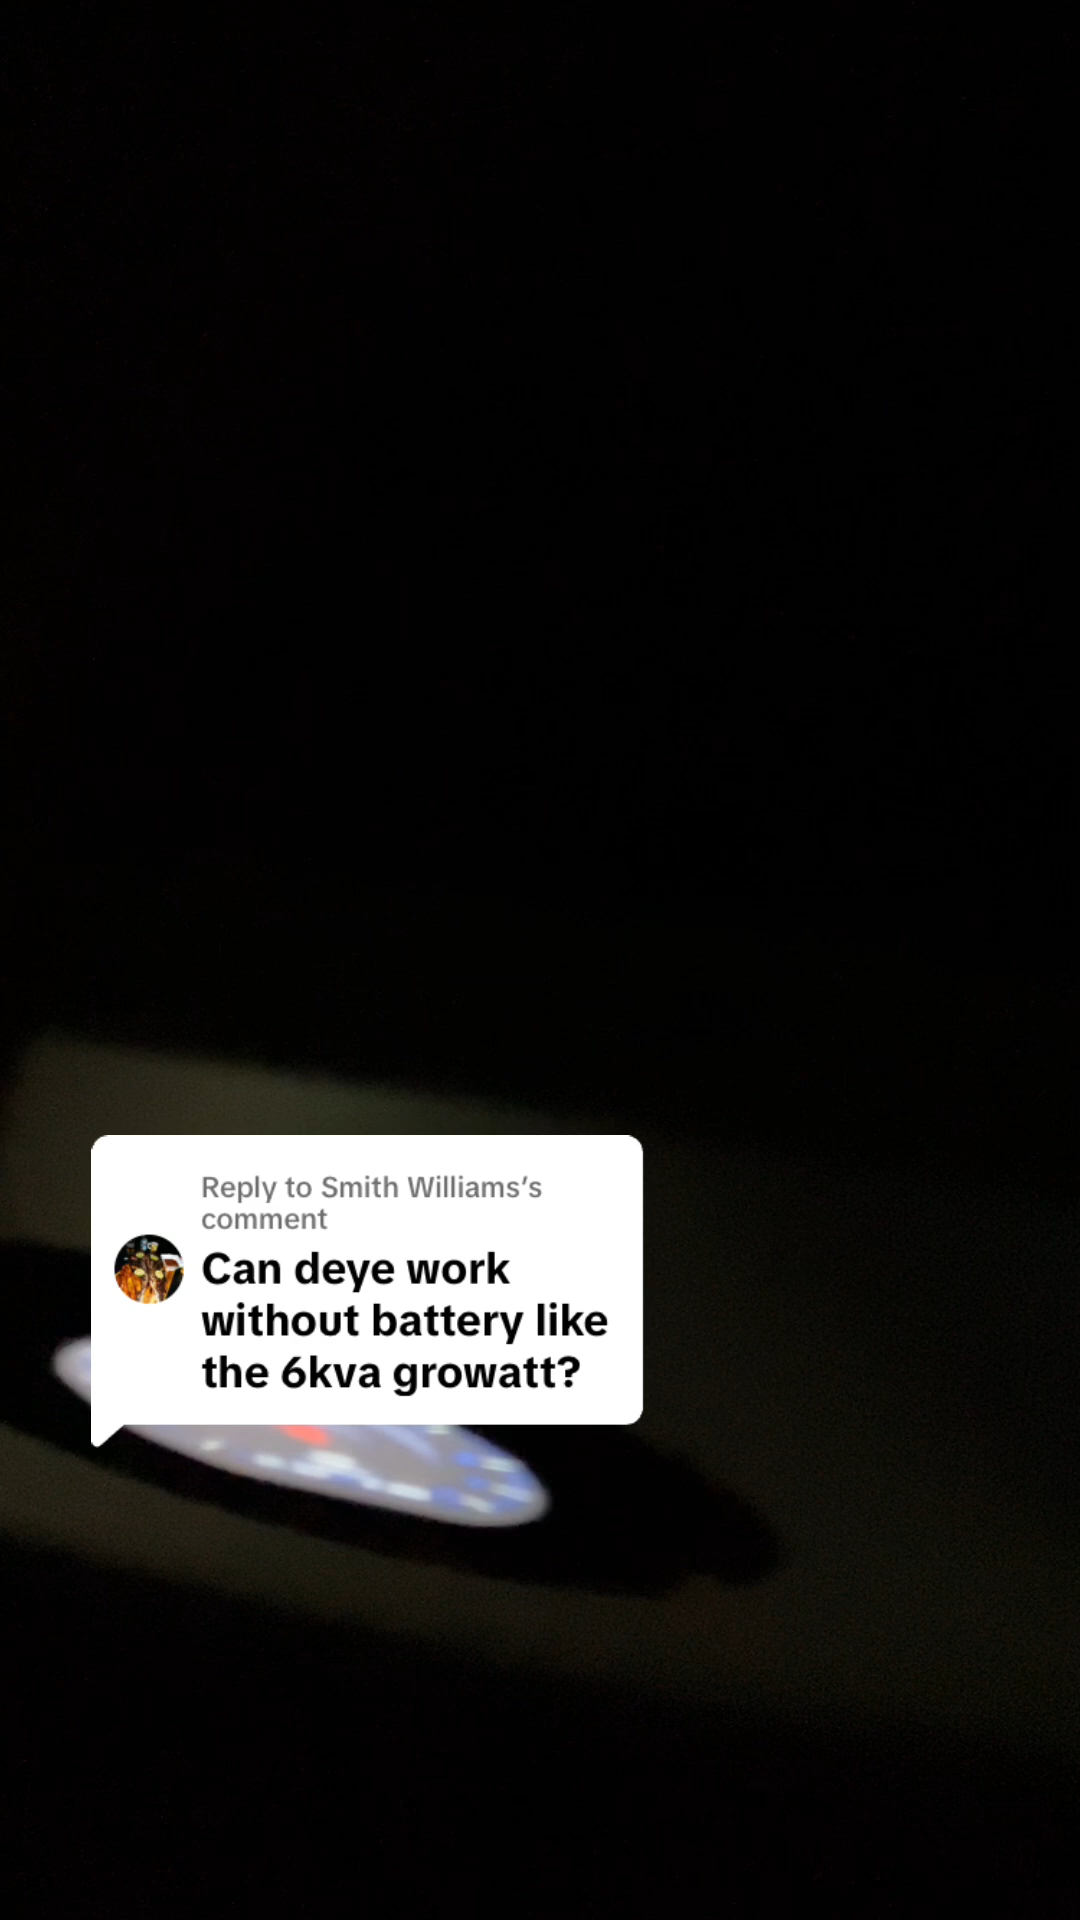 Reply to Smith Williams's
comment
Can deye work
without battery like
the 6kva growatt?